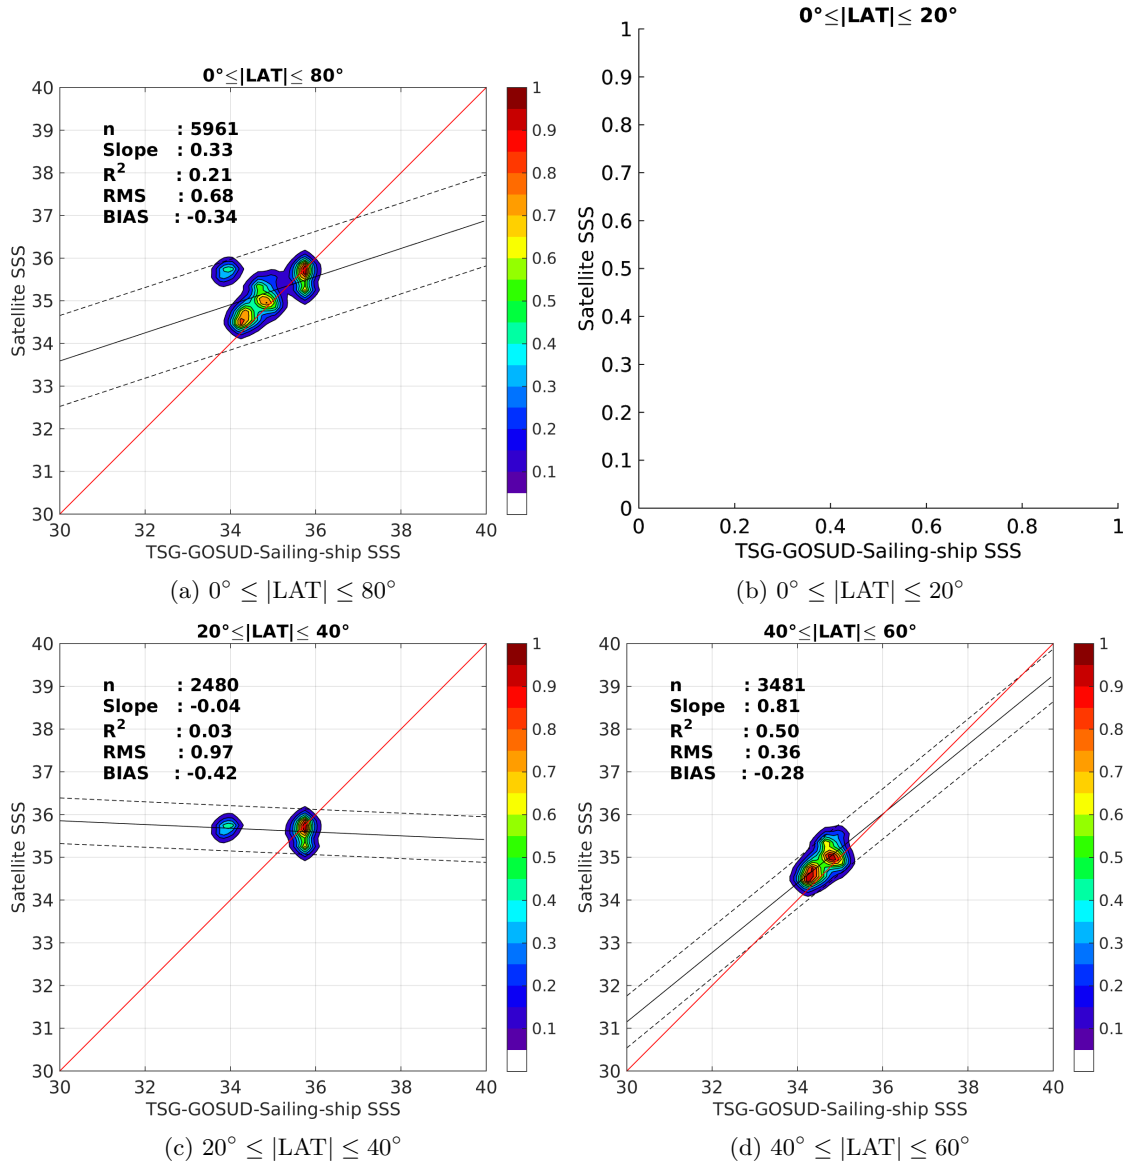 0°≤|LAT|≤ 80°
n : 5961
Slope : 0.33
R² : 0.21
RMS : 0.68
BIAS : -0.34
40
39
38
37
36
35
34
33
32
31
30
Satellite SSS
30 32 34 36 38 40
TSG-GOSUD-Sailing-ship SSS
1
0.9
0.8
0.7
0.6
0.5
0.4
0.3
0.2
0.1
(a) 0° ≤ |LAT| ≤ 80°
0°≤|LAT|≤ 20°
1
0.9
0.8
0.7
0.6
0.5
0.4
0.3
0.2
0.1
0
Satellite SSS
0 0.2 0.4 0.6 0.8 1
TSG-GOSUD-Sailing-ship SSS
(b) 0° ≤ |LAT| ≤ 20°
20°≤|LAT|≤ 40°
n : 2480
Slope : -0.04
R² : 0.03
RMS : 0.97
BIAS : -0.42
40
39
38
37
36
35
34
33
32
31
30
Satellite SSS
30 32 34 36 38 40
TSG-GOSUD-Sailing-ship SSS
1
0.9
0.8
0.7
0.6
0.5
0.4
0.3
0.2
0.1
(c) 20° ≤ |LAT| ≤ 40°
40°≤|LAT|≤ 60°
n : 3481
Slope : 0.81
R² : 0.50
RMS : 0.36
BIAS : -0.28
40
39
38
37
36
35
34
33
32
31
30
Satellite SSS
30 32 34 36 38 40
TSG-GOSUD-Sailing-ship SSS
1
0.9
0.8
0.7
0.6
0.5
0.4
0.3
0.2
0.1
(d) 40° ≤ |LAT| ≤ 60°